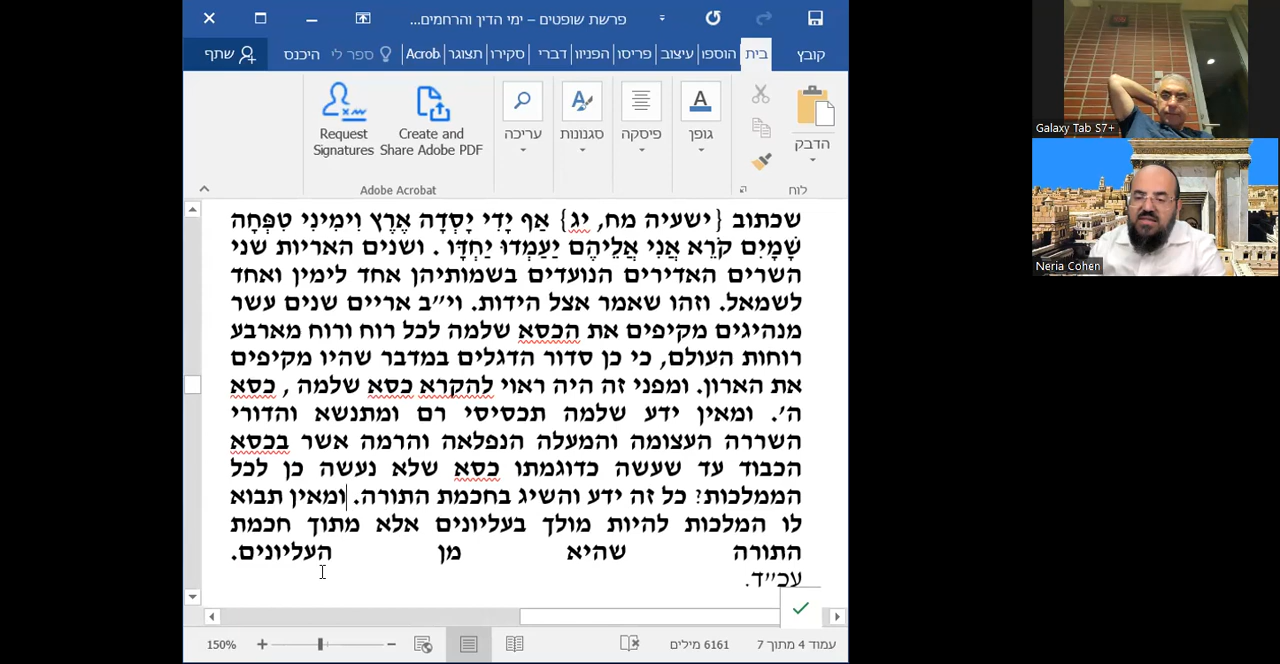 פרשת שופטים – ימי הדין והרחמים...
קובץ
בית
הוספו
עיצוב
פריסו
הפניוו
דברי
סקירו
תצוגר
Acrob
ספר לי
היכנס
שתף
הדבק
גופן
פיסקה
סגנונות
עריכה
Create and
Share Adobe PDF
Request
Signatures
לוח
Adobe Acrobat
שכתוב {ישעיה מח, יג} אַף יָדִי יָסְדָה אֶרֶץ וִימִינִי טִפְּחָה
שָׁמָיִם קֹרֵא אֲנִי אֲלֵיהֶם יַעַמְדוּ יַחְדָּו . ושנים האריות שני
השרים האדירים הנועדים בשמותיהן אחד לימין ואחד
לשמאל. וזהו שאמר אצל הידות. וי״ב אריים שנים עשר
מנהיגים מקיפים את הכסא שלמה לכל רוח ורוח מארבע
רוחות העולם, כי כן סדור הדגלים במדבר שהיו מקיפים
את הארון. ומפני זה היה ראוי להקרא כסא שלמה , כסא
ה׳. ומאין ידע שלמה תכסיסי רם ומתנשא והדורי
השררה העצומה והמעלה הנפלאה והרמה אשר בכסא
הכבוד עד שעשה כדוגמתו כסא שלא נעשה כן לכל
הממלכות? כל זה ידע והשיג בחכמת התורה. ומאין תבוא
לו המלכות להיות מולך בעליונים אלא מתוך חכמת
התורה שהיא מן העליונים.
עכ״ד.
עמוד 4 מתוך 7
6161 מילים
150%
Galaxy Tab S7+
Neria Cohen